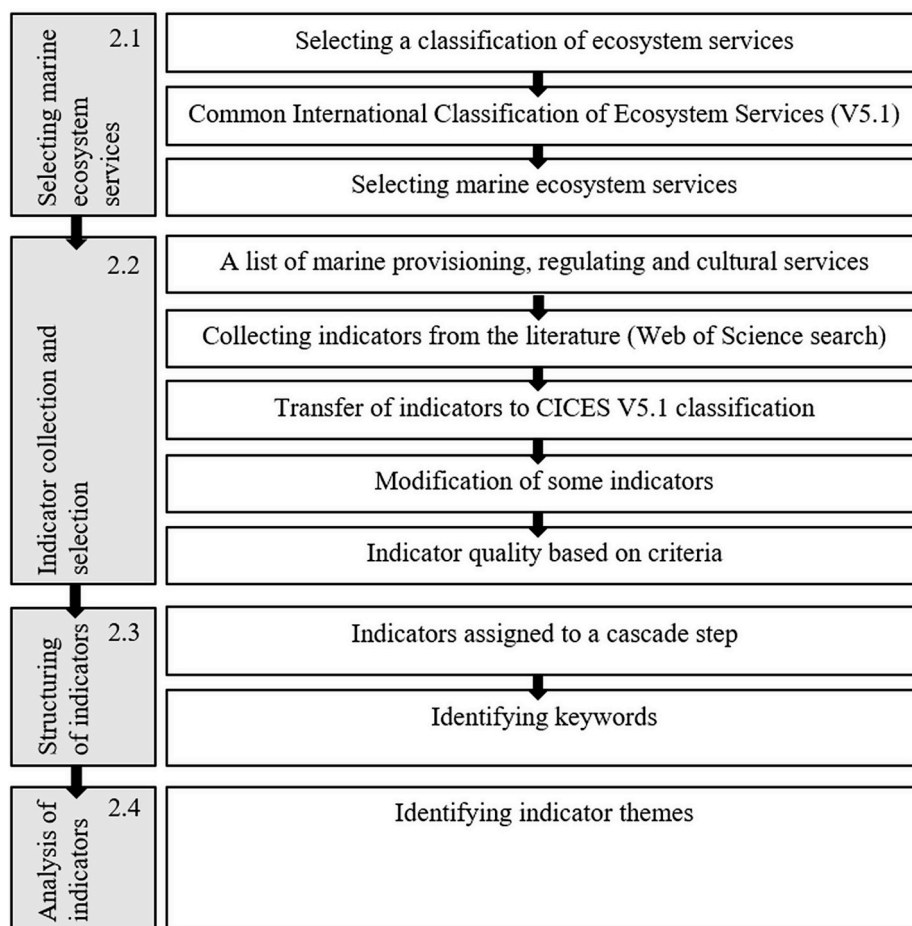 2.1
Selecting marine
ecosystem
services
Selecting a classification of ecosystem services
Common International Classification of Ecosystem Services (V5.1)
Selecting marine ecosystem services
2.2
Indicator collection and
selection
A list of marine provisioning, regulating and cultural services
Collecting indicators from the literature (Web of Science search)
Transfer of indicators to CICES V5.1 classification
Modification of some indicators
Indicator quality based on criteria
2.3
Structuring
of indicators
Indicators assigned to a cascade step
Identifying keywords
2.4
Analysis of
indicators
Identifying indicator themes